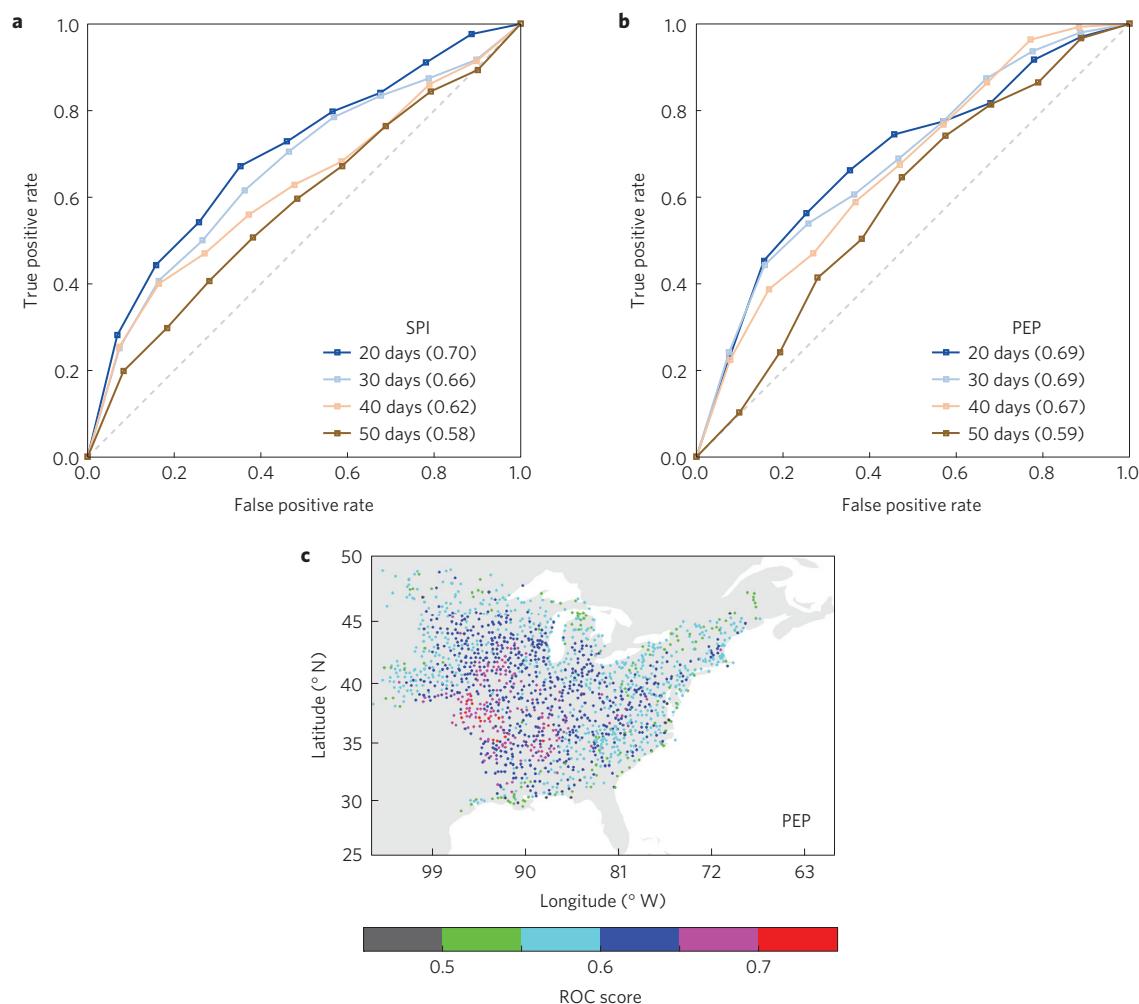 a
1.0
0.8
0.6
0.4
0.2
0.0
True positive rate
SPI
20 days (0.70)
30 days (0.66)
40 days (0.62)
50 days (0.58)
0.0 0.2 0.4 0.6 0.8 1.0
False positive rate
b
1.0
0.8
0.6
0.4
0.2
0.0
True positive rate
PEP
20 days (0.69)
30 days (0.69)
40 days (0.67)
50 days (0.59)
0.0 0.2 0.4 0.6 0.8 1.0
False positive rate
c
50
45
40
35
30
25
Latitude (° N)
PEP
99 90 81 72 63
Longitude (° W)
0.5 0.6 0.7
ROC score